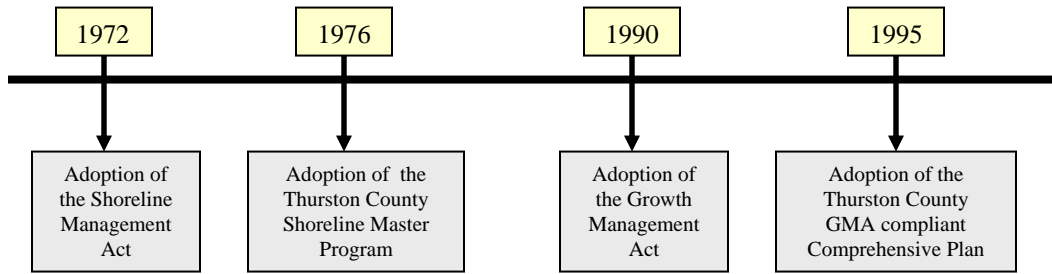 1972
1976
1990
1995
Adoption of
the Shoreline
Management
Act
Adoption of the
Thurston County
Shoreline Master
Program
Adoption of
the Growth
Management
Act
Adoption of the
Thurston County
GMA compliant
Comprehensive Plan